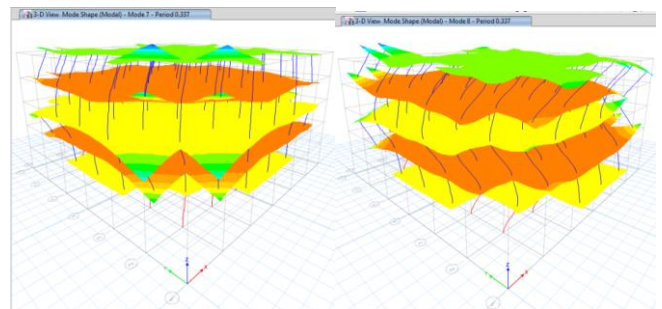 3-D View Mode Shape (Modal) - Mode 7 - Period 0.337
3-D View Mode Shape (Modal) - Mode 8 - Period 0.337
Z
X
Y
Z
X
Y